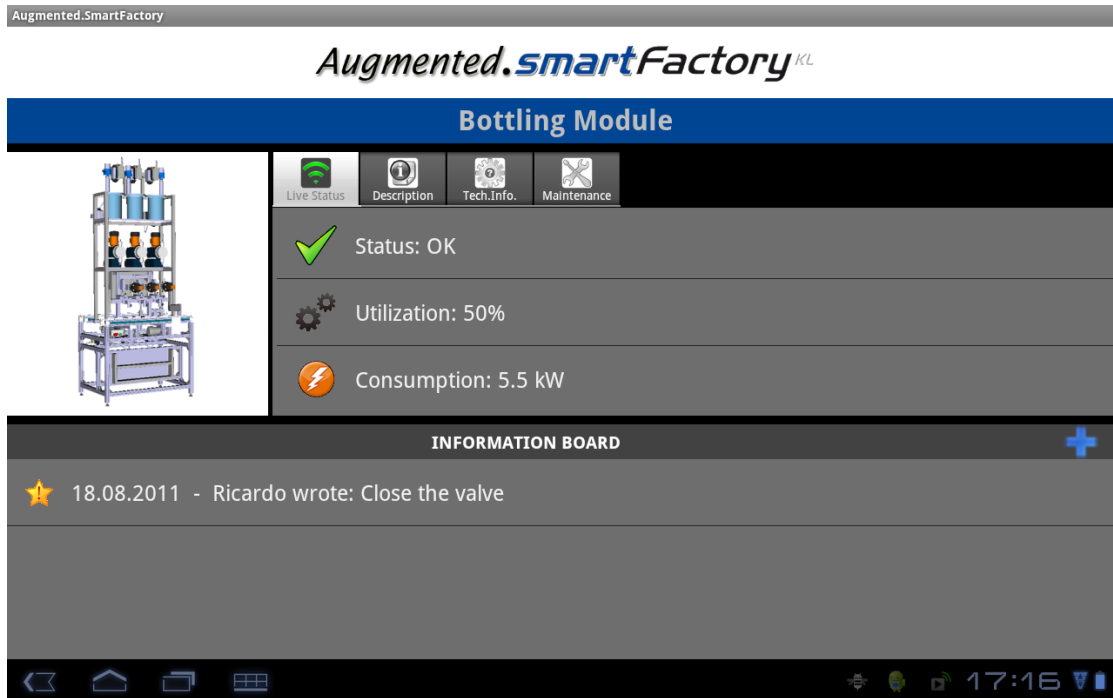 Augmented.SmartFactory
Augmented.smartFactory KL
Bottling Module
Live Status Description Tech.Info. Maintenance
Status: OK
Utilization: 50%
Consumption: 5.5 kW
INFORMATION BOARD
18.08.2011 - Ricardo wrote: Close the valve
17:16